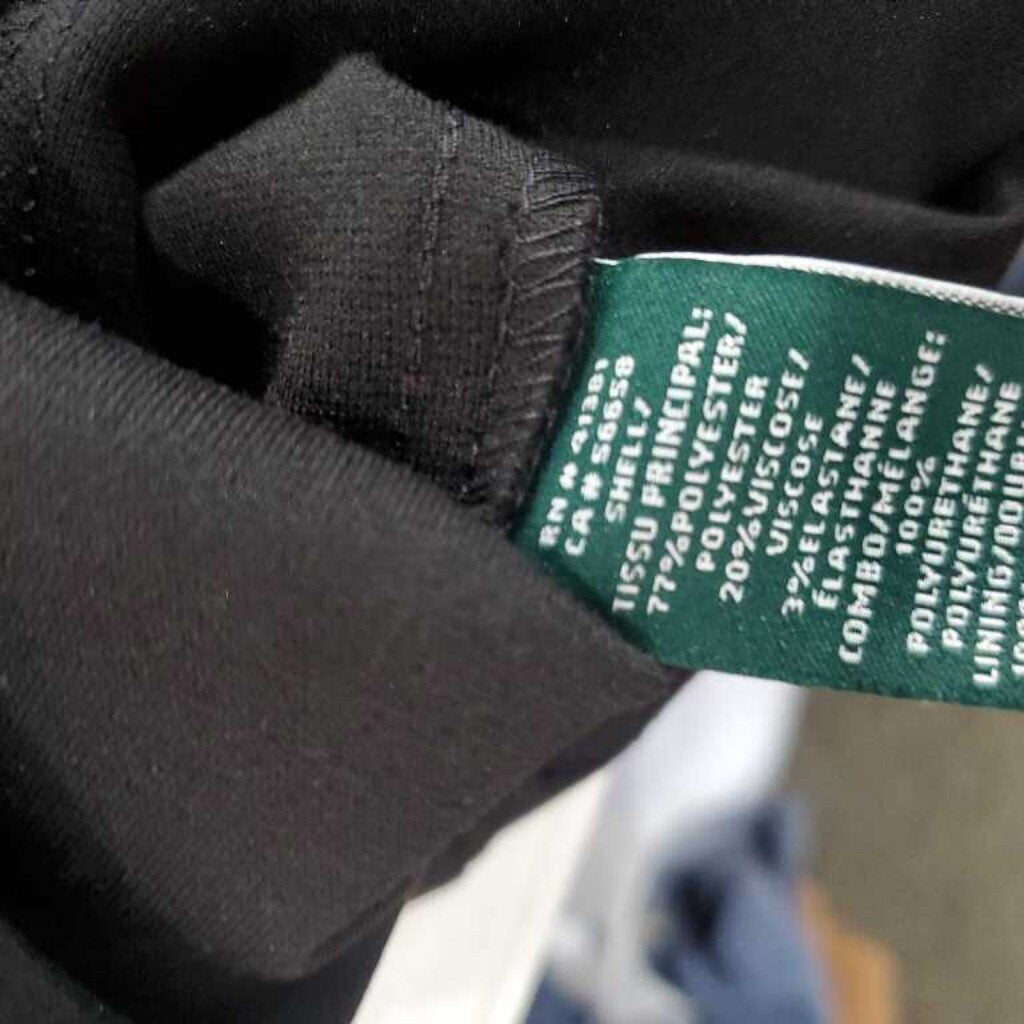 RN# 41381
CA# 56658
SHELL/
TISSU PRINCIPAL:
77%POLYESTER/
POLYESTER
20%VISCOSE/
VISCOSE
3%ELASTANE/
ÉLASTHANNE
COMBO/MÉLANGE:
100%
POLYURETHANE/
POLYURÉTHANE
LINING/DOUBL